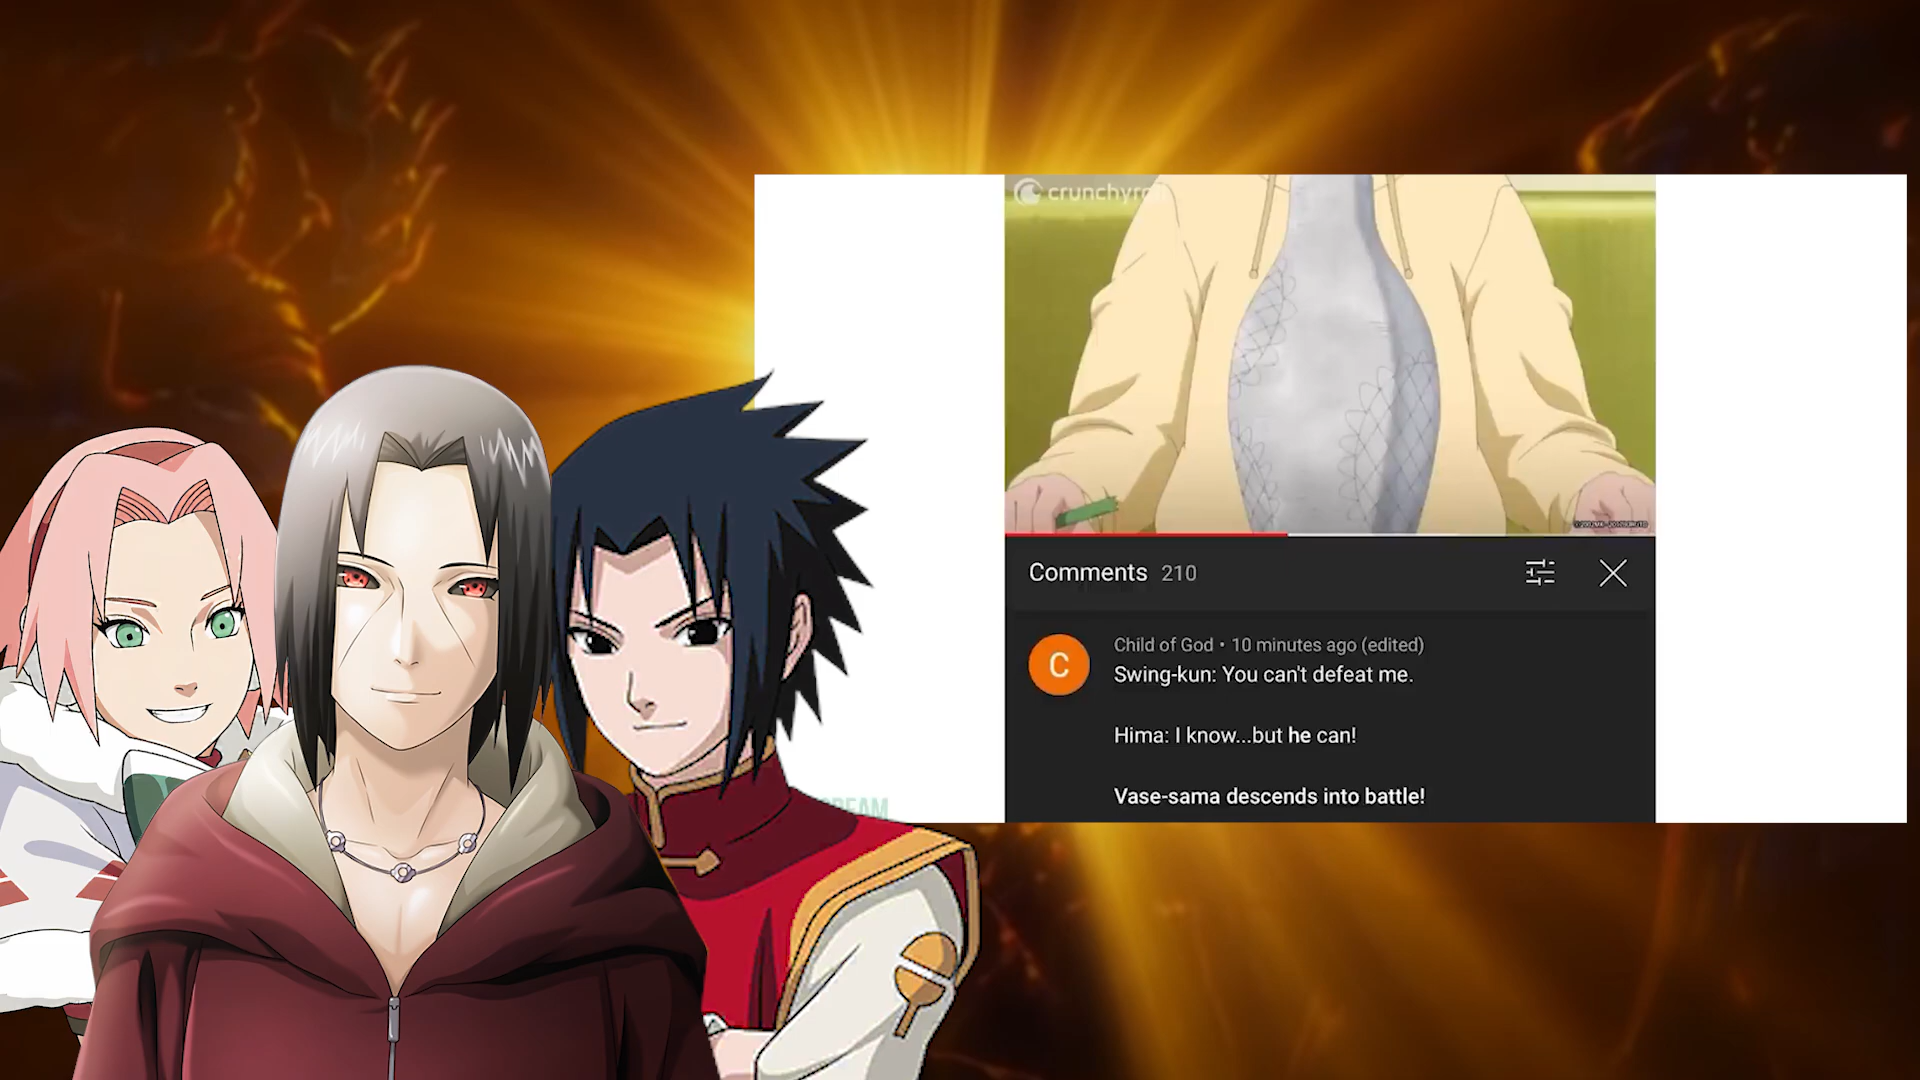 crunchyro
Comments 210
C
Child of God • 10 minutes ago (edited)
Swing-kun: You can't defeat me.
Hima: I know...but he can!
Vase-sama descends into battle!